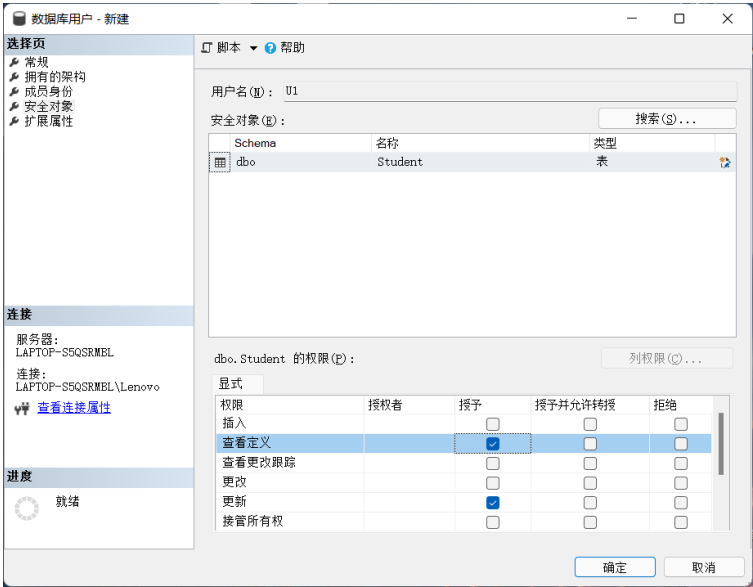 数据库用户 - 新建
选择页
常规
拥有的架构
成员身份
安全对象
扩展属性
脚本 帮助
用户名(N): U1
安全对象(E):
搜索(S)...
Schema 名称 类型
dbo Student 表
连接
服务器:
LAPTOP-S5QSRMBL
连接:
LAPTOP-S5QSRMBL\Lenovo
查看连接属性
进度
就绪
dbo.Student 的权限(P):
列权限(C)...
显式
权限 授权者 授予 授予并允许转授 拒绝
插入
查看定义
查看更改跟踪
更改
更新
接管所有权
确定 取消